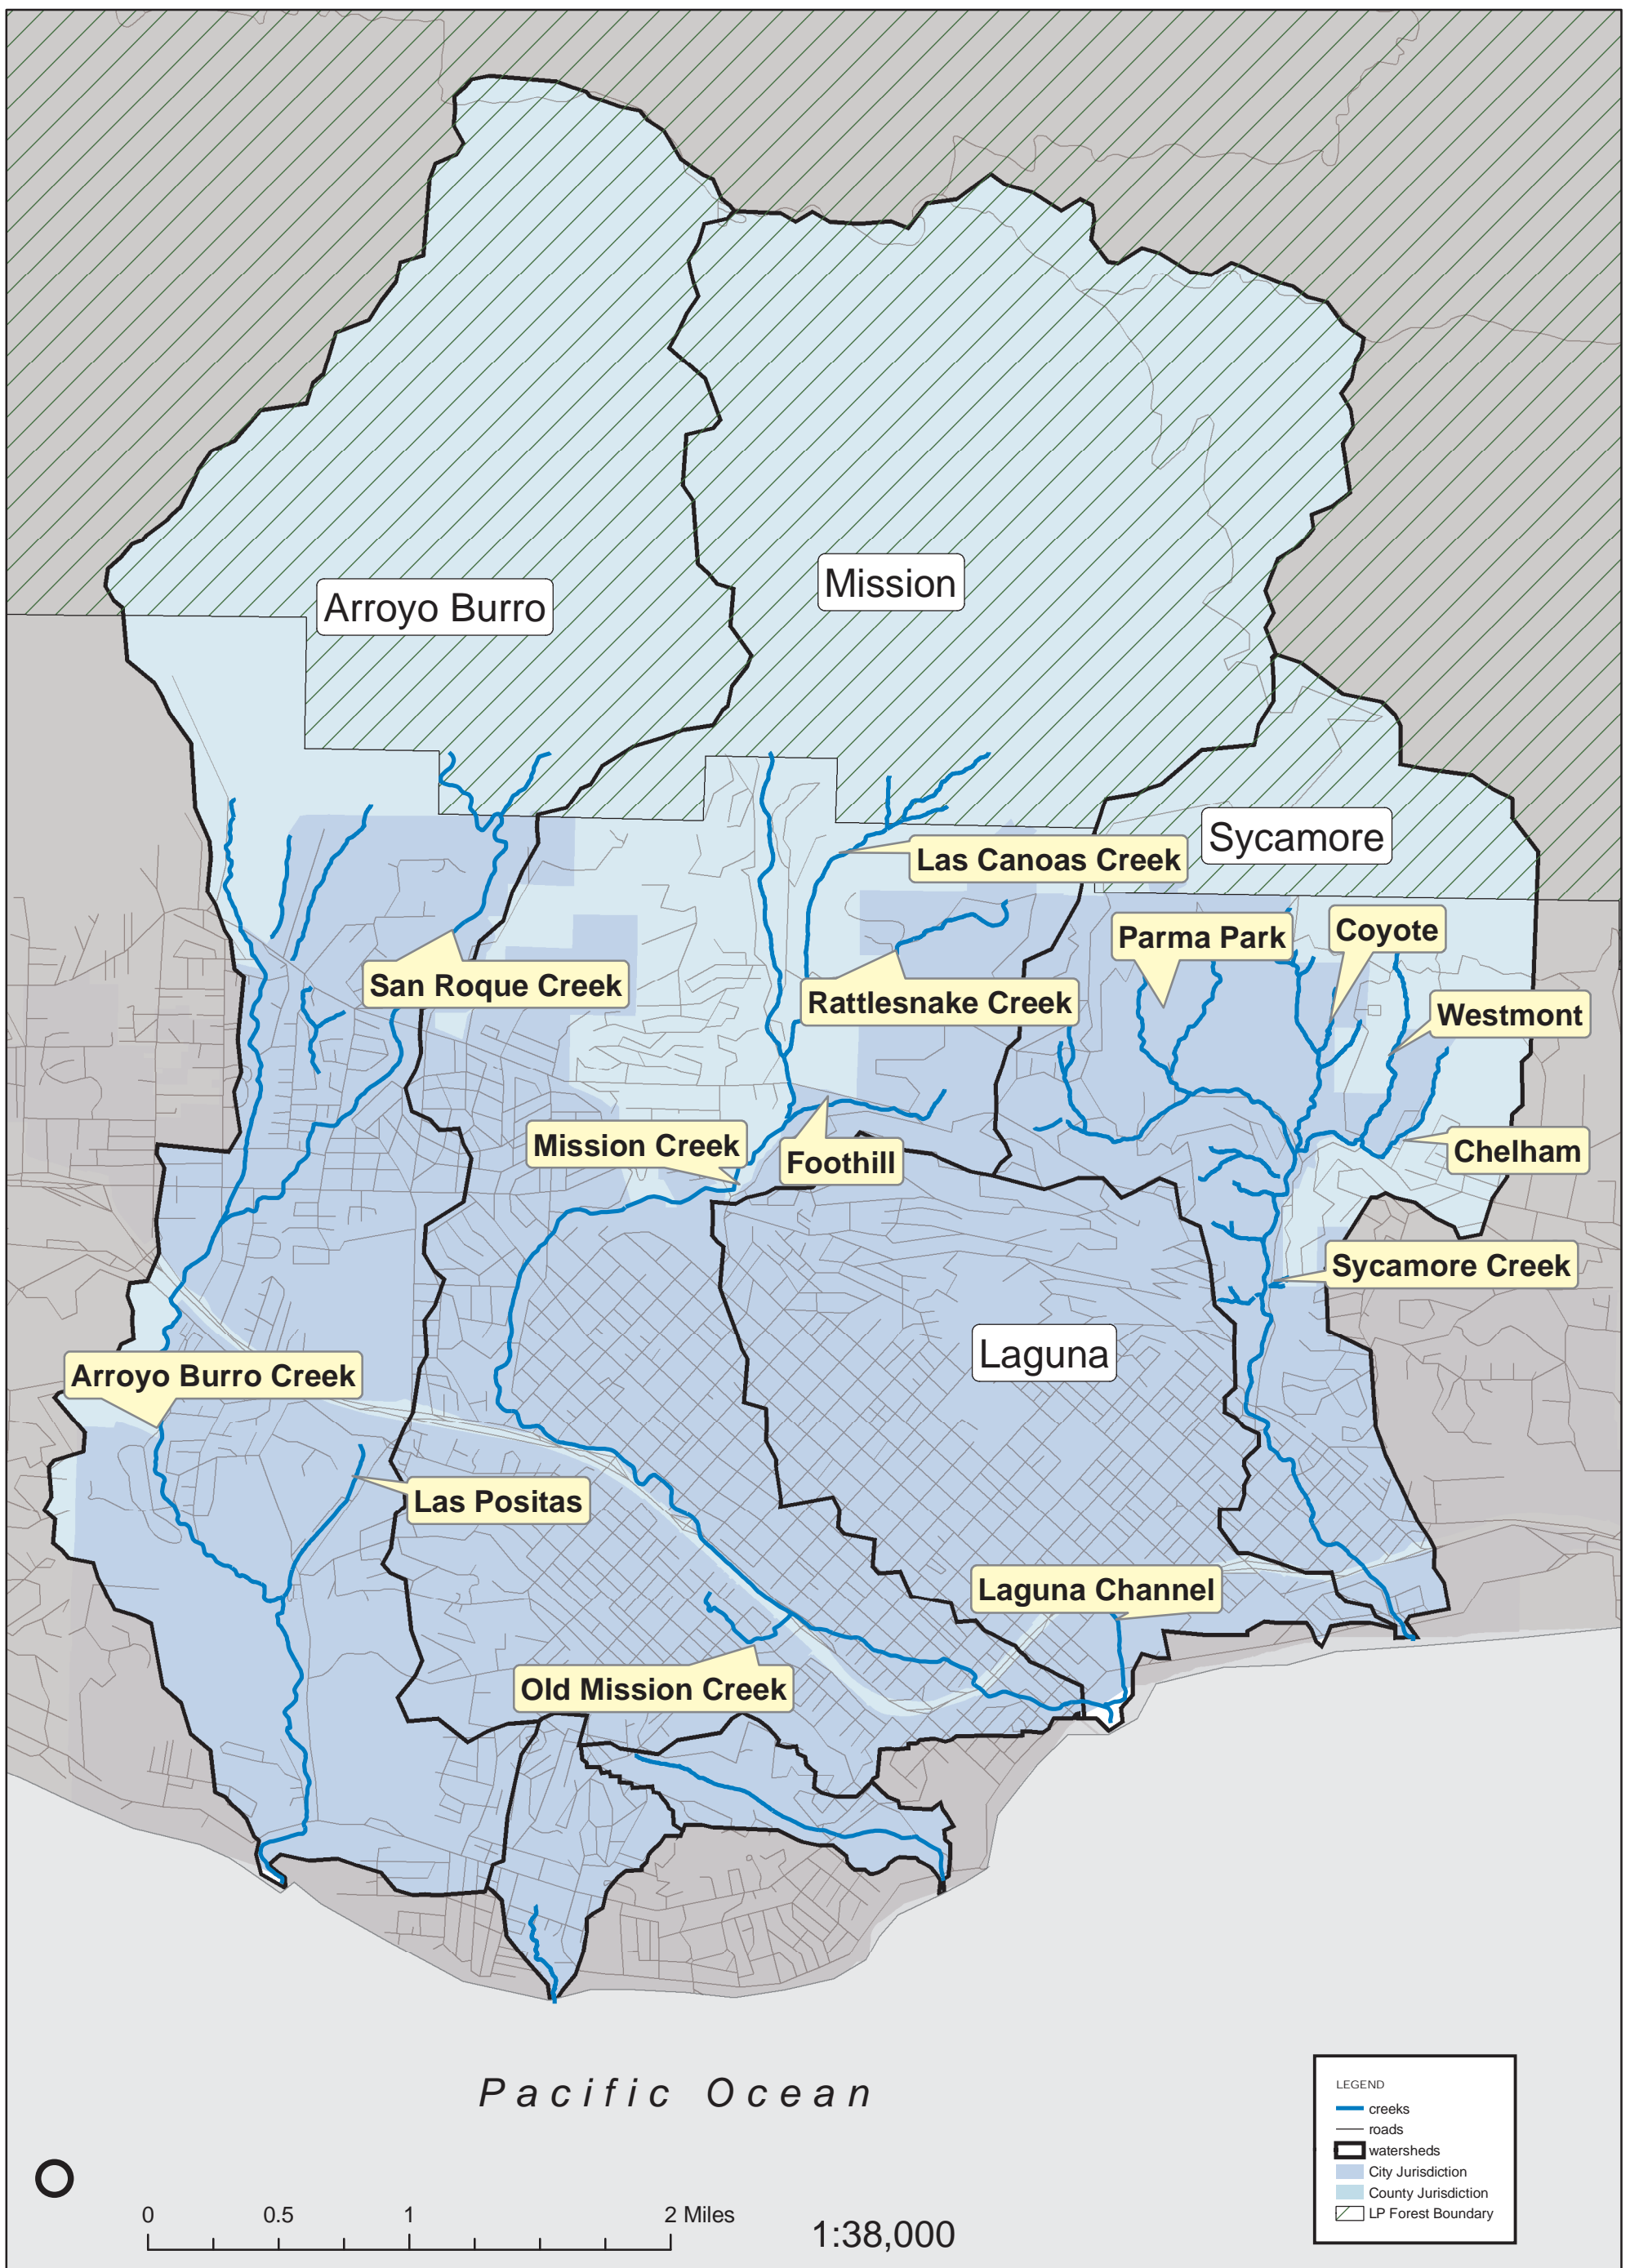 Mission
Arroyo Burro
Sycamore
Las Canoas Creek
Parma Park
Coyote
San Roque Creek
Rattlesnake Creek
Westmont
Mission Creek
Foothill
Chelham
Sycamore Creek
Laguna
Arroyo Burro Creek
Las Positas
Laguna Channel
Old Mission Creek
Pacific Ocean
LEGEND
creeks
roads
watersheds
City Jurisdiction
County Jurisdiction
LP Forest Boundary
0 0.5 1 2 Miles
1:38,000